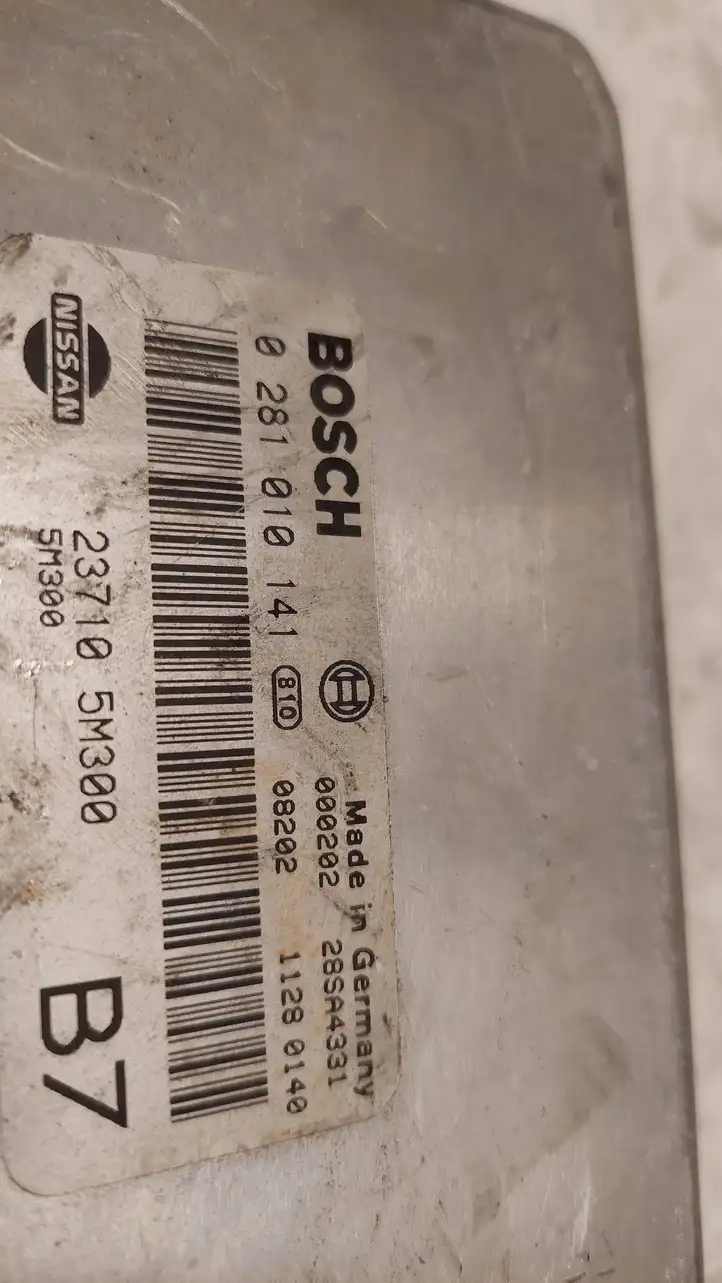 BOSCH
Made in Germany
000202 28SA4331
0 281 010 141 810 08202 1128 0140
NISSAN
23710 5M300
5M300
B7